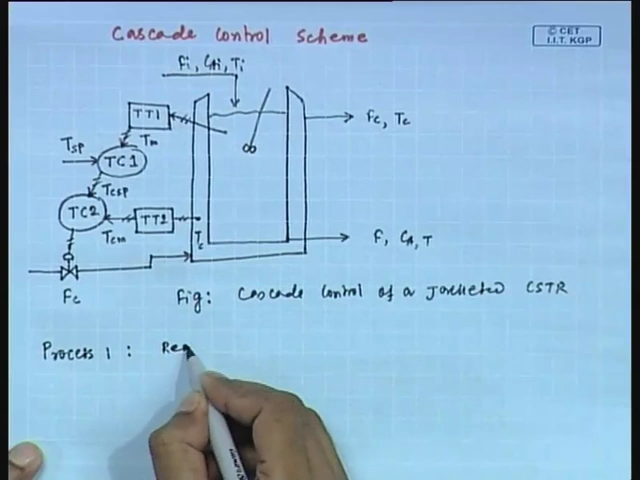 Cascade Control Scheme
© CET
I.I.T. KGP
Fi, CAi, Ti
TT1
Fc, Tc
Tsp
Tm
TC1
Tcsp
TC2
TT2
Tc
Tcm
F, CA, T
Fc
Fig: Cascade Control of a Jacketed CSTR
Process 1 : Rea